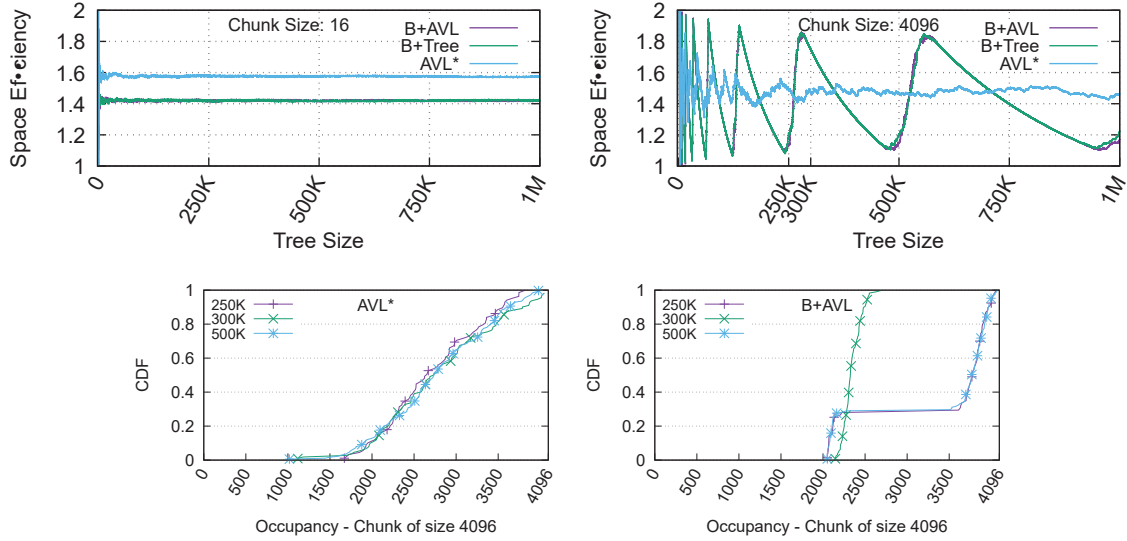 Chunk Size: 16
B+AVL
B+Tree
AVL*
Space Ef•ciency
2
1.8
1.6
1.4
1.2
1
0
250K
500K
750K
1M
Tree Size
Chunk Size: 4096
B+AVL
B+Tree
AVL*
Space Ef•ciency
2
1.8
1.6
1.4
1.2
1
0
250K
300K
500K
750K
1M
Tree Size
AVL*
250K
300K
500K
CDF
1
0.8
0.6
0.4
0.2
0
0
500
1000
1500
2000
2500
3000
3500
4096
Occupancy - Chunk of size 4096
B+AVL
250K
300K
500K
CDF
1
0.8
0.6
0.4
0.2
0
0
500
1000
1500
2000
2500
3000
3500
4096
Occupancy - Chunk of size 4096